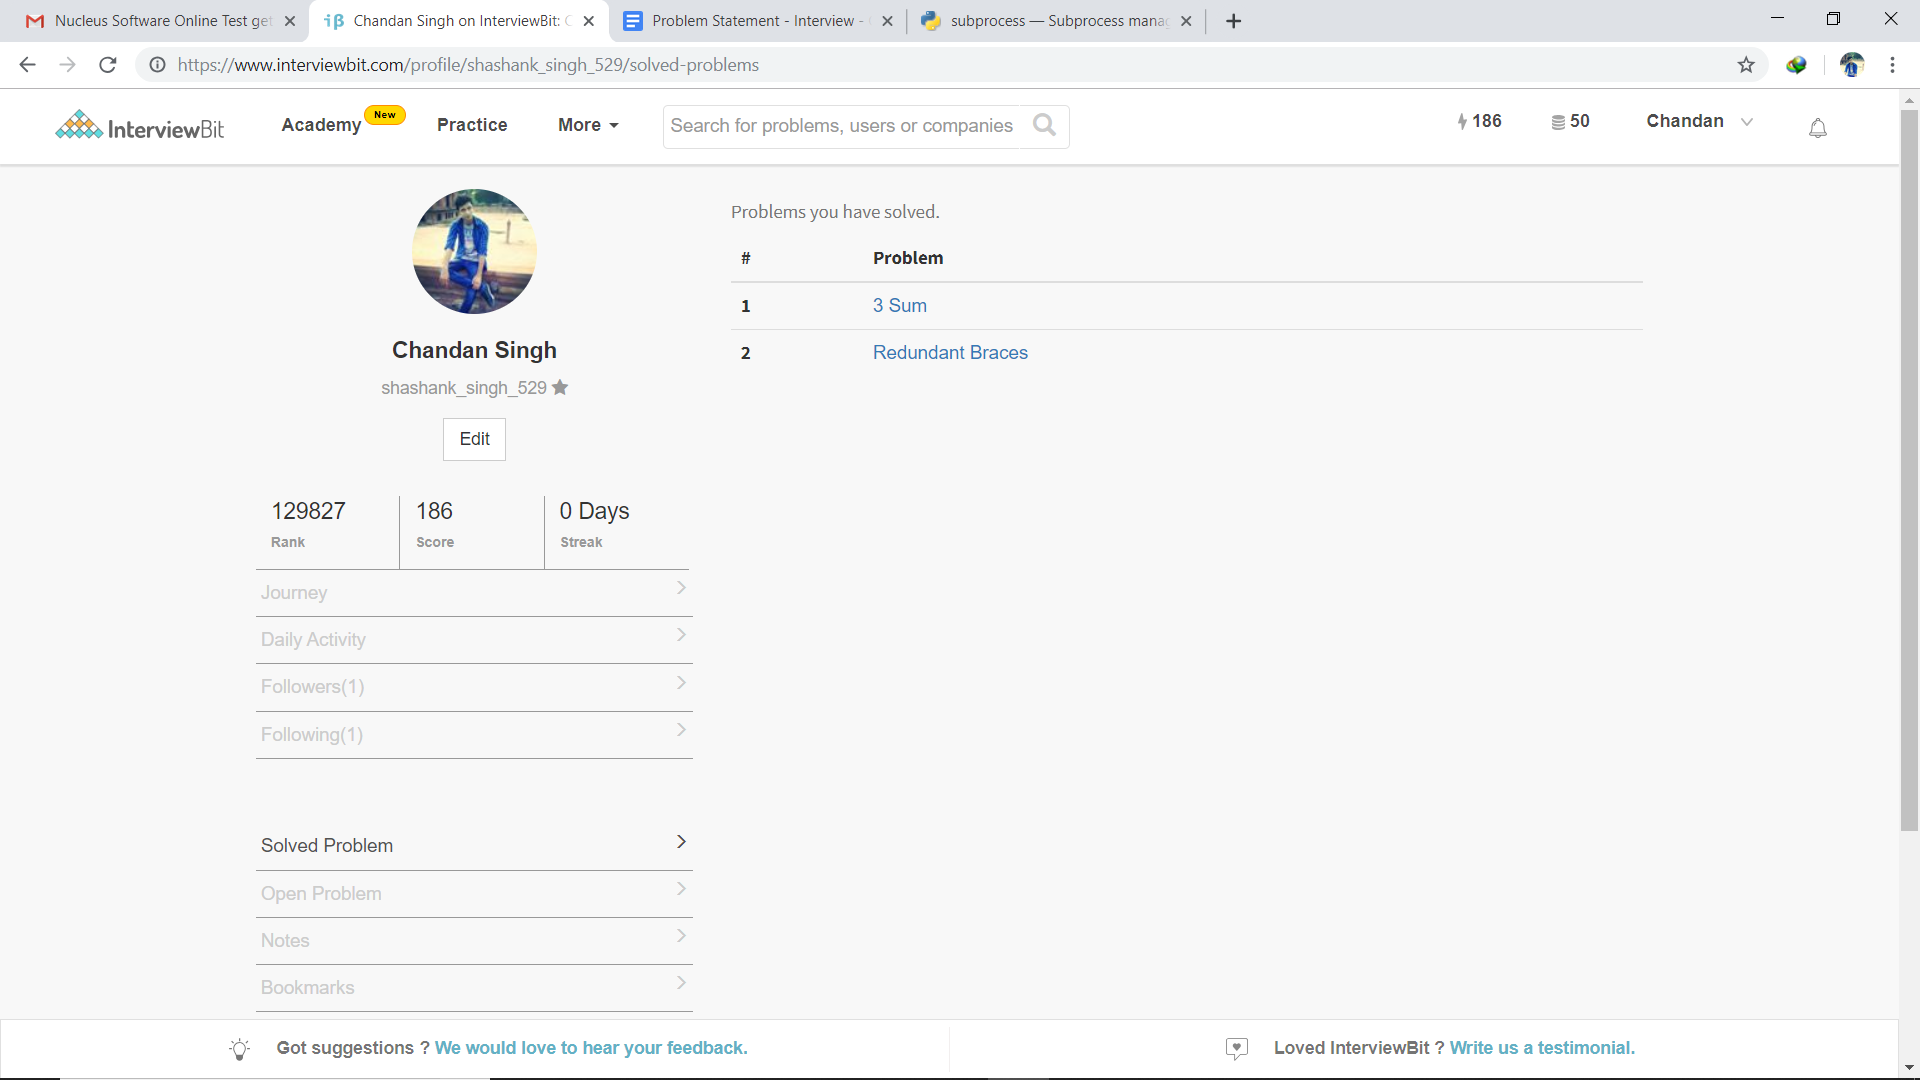 Nucleus Software Online Test get
Chandan Singh on InterviewBit: C
Problem Statement - Interview -
subprocess — Subprocess mana
https://www.interviewbit.com/profile/shashank_singh_529/solved-problems
InterviewBit
Academy
New
Practice
More
Search for problems, users or companies
186
50
Chandan
Chandan Singh
shashank_singh_529
Edit
129827
Rank
186
Score
0 Days
Streak
Journey
Daily Activity
Followers(1)
Following(1)
Solved Problem
Open Problem
Notes
Bookmarks
Problems you have solved.
# Problem
1 3 Sum
2 Redundant Braces
Got suggestions ? We would love to hear your feedback.
Loved InterviewBit ? Write us a testimonial.